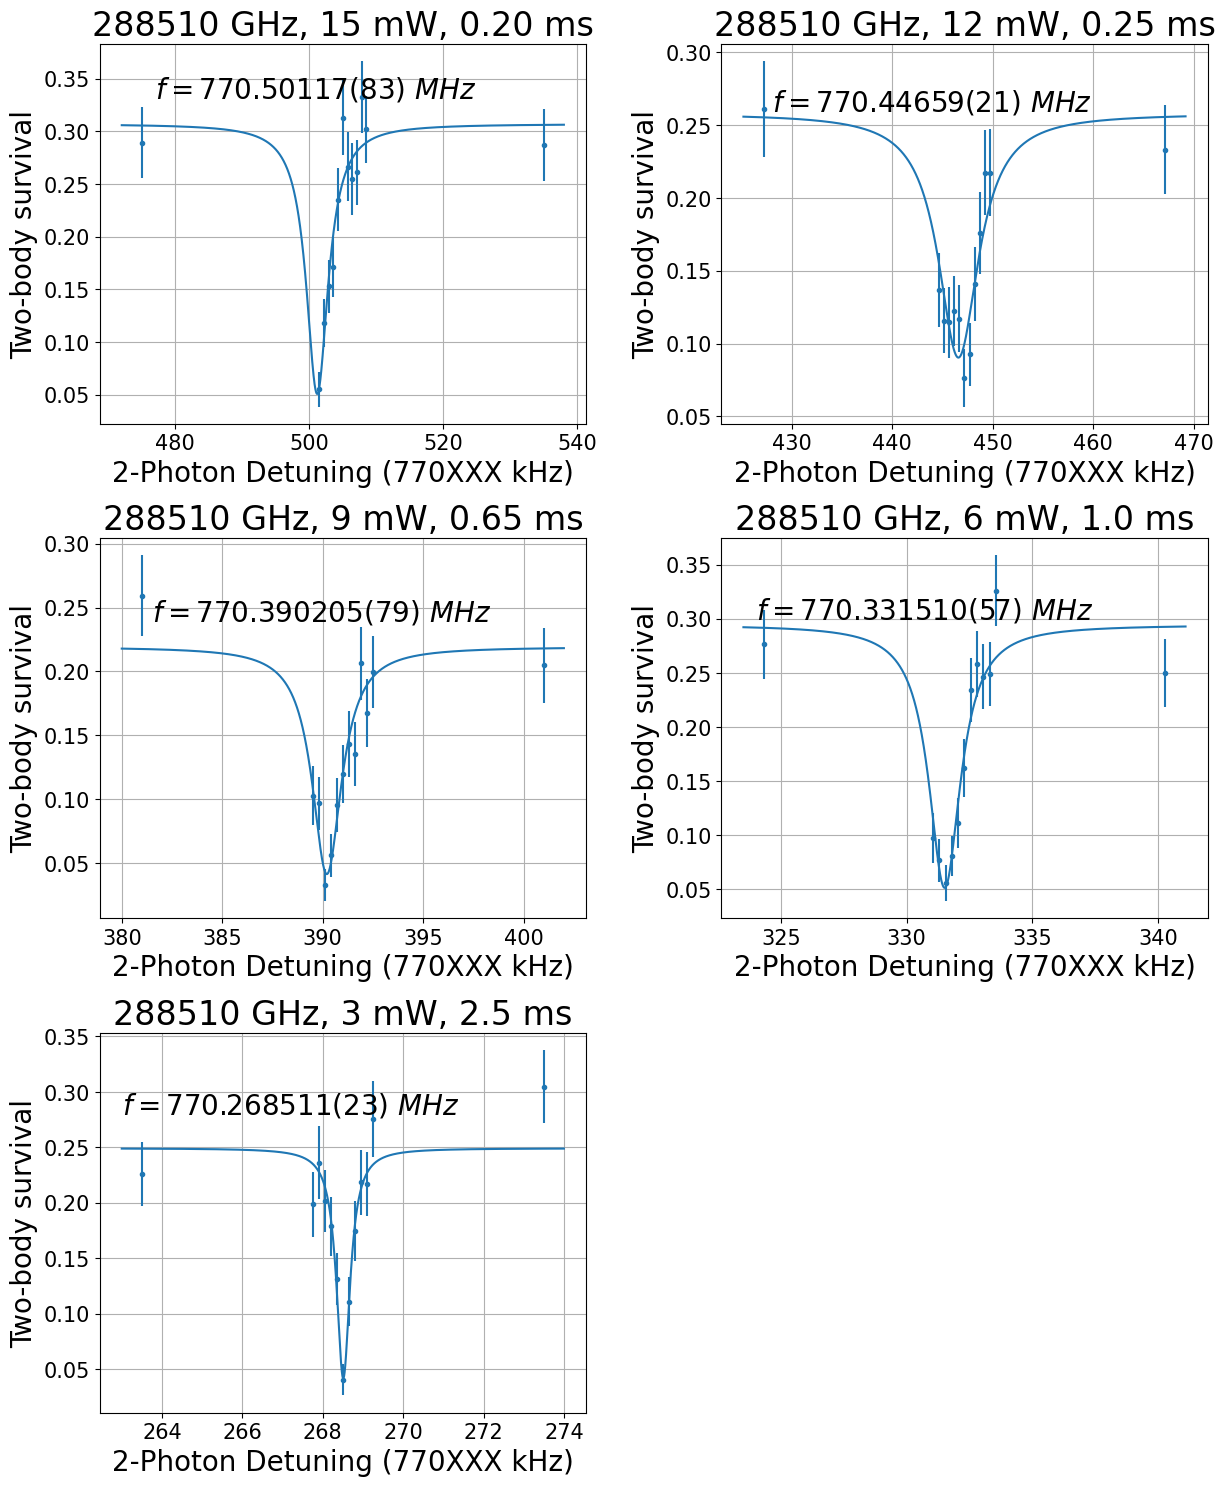 288510 GHz, 15 mW, 0.20 ms
f = 770.50117(83) MHz
Two-body survival
0.35
0.30
0.25
0.20
0.15
0.10
0.05
480 500 520 540
2-Photon Detuning (770XXX kHz)
288510 GHz, 12 mW, 0.25 ms
f = 770.44659(21) MHz
Two-body survival
0.30
0.25
0.20
0.15
0.10
0.05
430 440 450 460 470
2-Photon Detuning (770XXX kHz)
288510 GHz, 9 mW, 0.65 ms
f = 770.390205(79) MHz
Two-body survival
0.30
0.25
0.20
0.15
0.10
0.05
380 385 390 395 400
2-Photon Detuning (770XXX kHz)
288510 GHz, 6 mW, 1.0 ms
f = 770.331510(57) MHz
Two-body survival
0.35
0.30
0.25
0.20
0.15
0.10
0.05
325 330 335 340
2-Photon Detuning (770XXX kHz)
288510 GHz, 3 mW, 2.5 ms
f = 770.268511(23) MHz
Two-body survival
0.35
0.30
0.25
0.20
0.15
0.10
0.05
264 266 268 270 272 274
2-Photon Detuning (770XXX kHz)